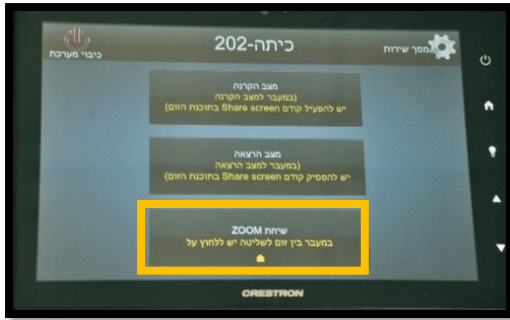 כיתה-202
מסך שירות
כיבוי מערכת
מצב הקרנה
(במעבר למצב הקרנה
יש להפעיל קודם Share screen בתוכנת הזום)
מצב הרצאה
(במעבר למצב הרצאה
יש להפסיק קודם Share screen בתוכנת הזום)
שיחת ZOOM
במעבר בין זום לשליטה יש ללחוץ על
CRESTRON